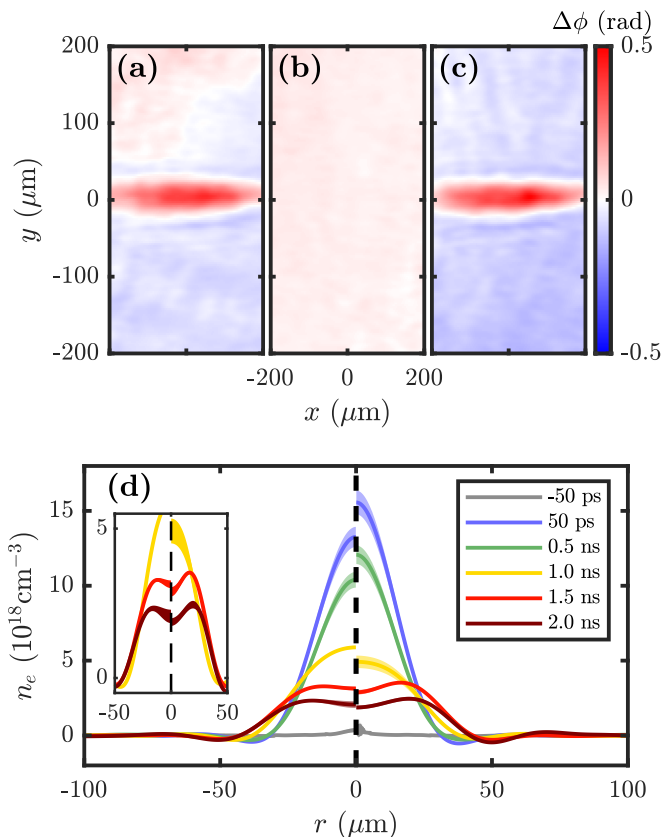 Δϕ (rad)
200
(a)
(b)
(c)
0.5
100
y (μm)
0
0
-100
-200
-0.5
-200
0
200
x (μm)
(d)
15
10
5
0
n_e (10^18 cm^−3)
5
0
-50
0
50
-50 ps
50 ps
0.5 ns
1.0 ns
1.5 ns
2.0 ns
-100
-50
0
50
100
r (μm)